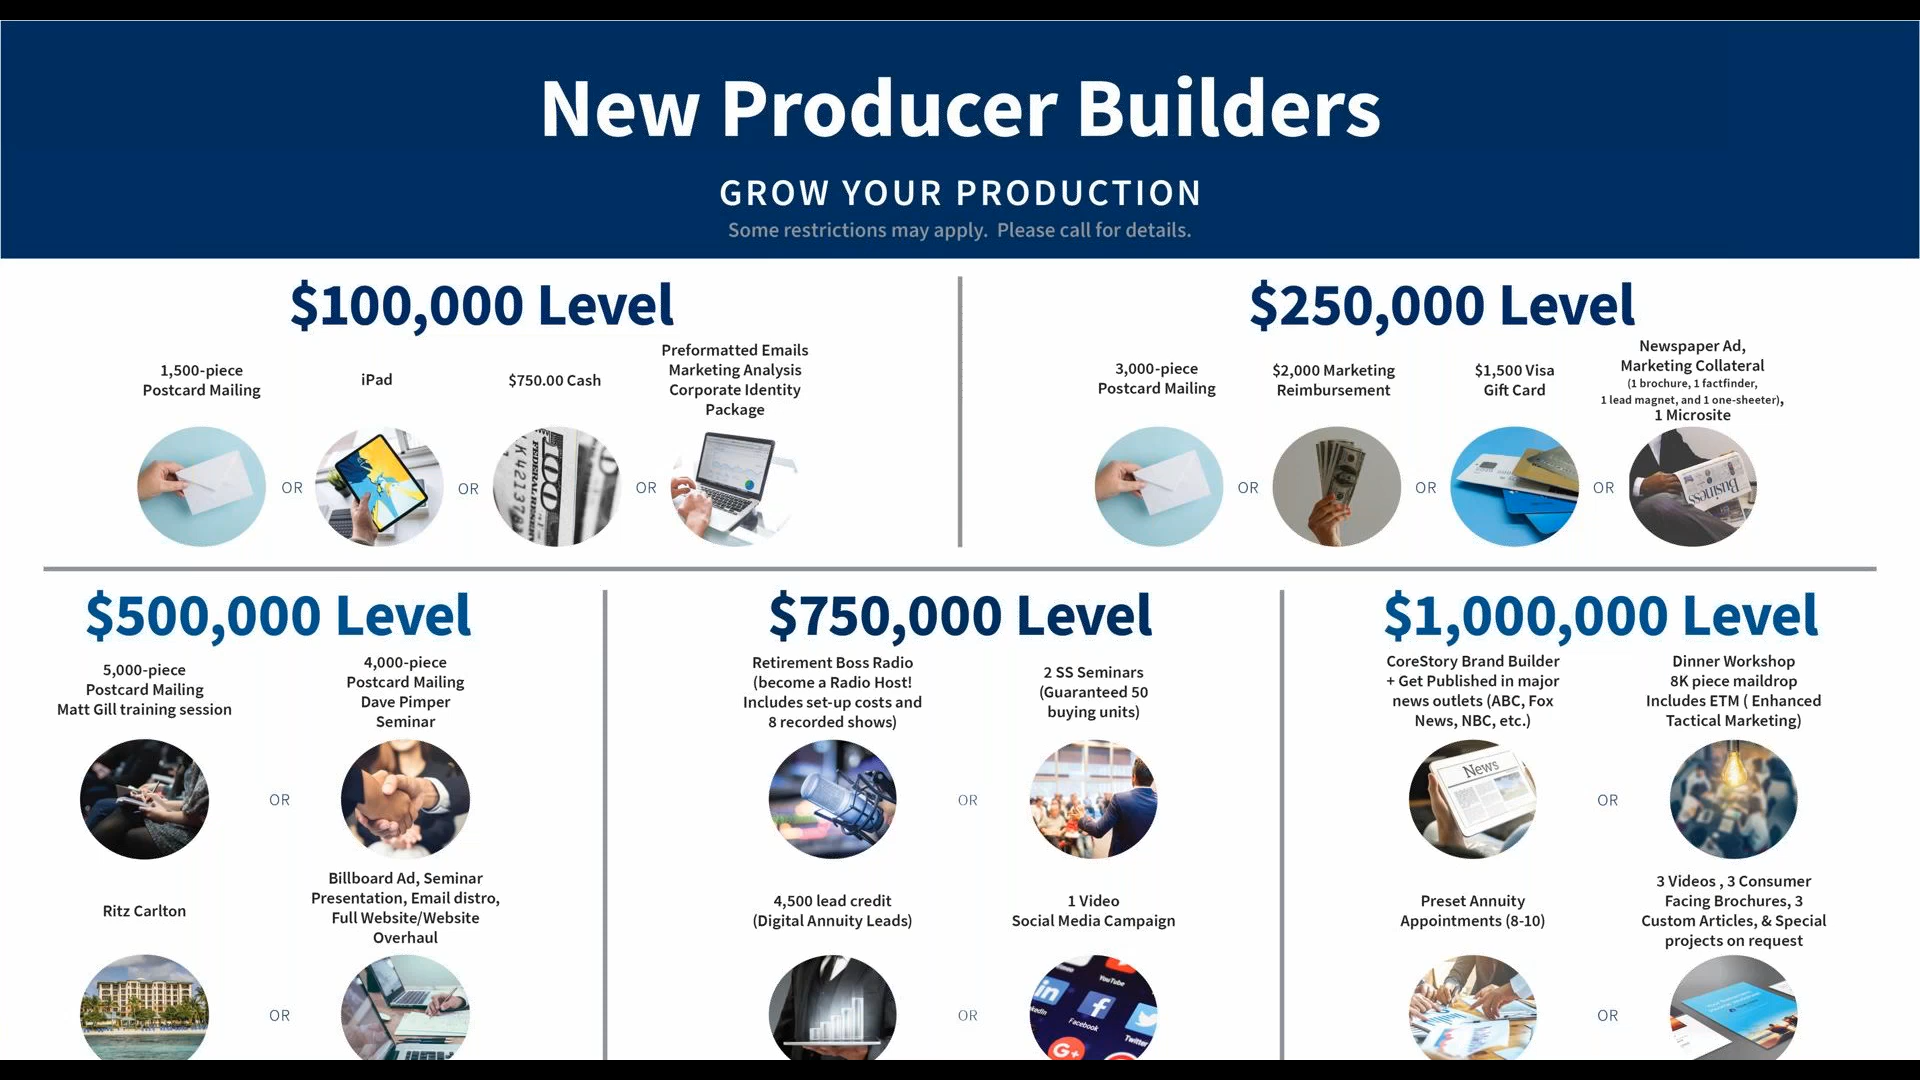 New Producer Builders
GROW YOUR PRODUCTION
Some restrictions may apply.  Please call for details.
$100,000 Level
1,500-piece
Postcard Mailing
OR
iPad
OR
$750.00 Cash
OR
Preformatted Emails
Marketing Analysis
Corporate Identity
Package
$250,000 Level
3,000-piece
Postcard Mailing
OR
$2,000 Marketing
Reimbursement
OR
$1,500 Visa
Gift Card
OR
Newspaper Ad,
Marketing Collateral
(1 brochure, 1 factfinder,
1 lead magnet, and 1 one-sheeter),
1 Microsite
Business
$500,000 Level
5,000-piece
Postcard Mailing
Matt Gill training session
OR
4,000-piece
Postcard Mailing
Dave Pimper
Seminar
Ritz Carlton
OR
Billboard Ad, Seminar
Presentation, Email distro,
Full Website/Website
Overhaul
$750,000 Level
Retirement Boss Radio
(become a Radio Host!
Includes set-up costs and
8 recorded shows)
OR
2 SS Seminars
(Guaranteed 50
buying units)
4,500 lead credit
(Digital Annuity Leads)
OR
1 Video
Social Media Campaign
YouTube
in
Facebook
Twitter
G+
$1,000,000 Level
CoreStory Brand Builder
+ Get Published in major
news outlets (ABC, Fox
News, NBC, etc.)
News
OR
Dinner Workshop
8K piece maildrop
Includes ETM ( Enhanced
Tactical Marketing)
Preset Annuity
Appointments (8-10)
OR
3 Videos , 3 Consumer
Facing Brochures, 3
Custom Articles, & Special
projects on request